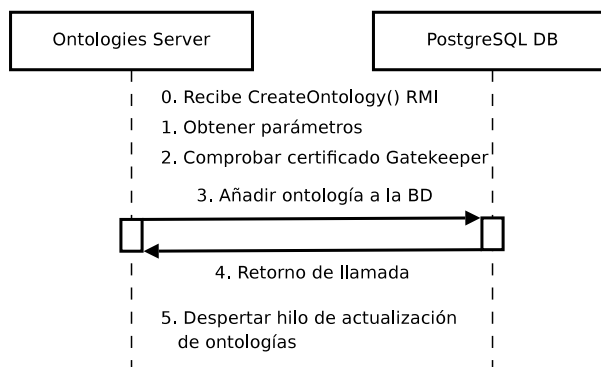 Ontologies Server
PostgreSQL DB
0. Recibe CreateOntology() RMI
1. Obtener parámetros
2. Comprobar certificado Gatekeeper
3. Añadir ontología a la BD
4. Retorno de llamada
5. Despertar hilo de actualización
de ontologías